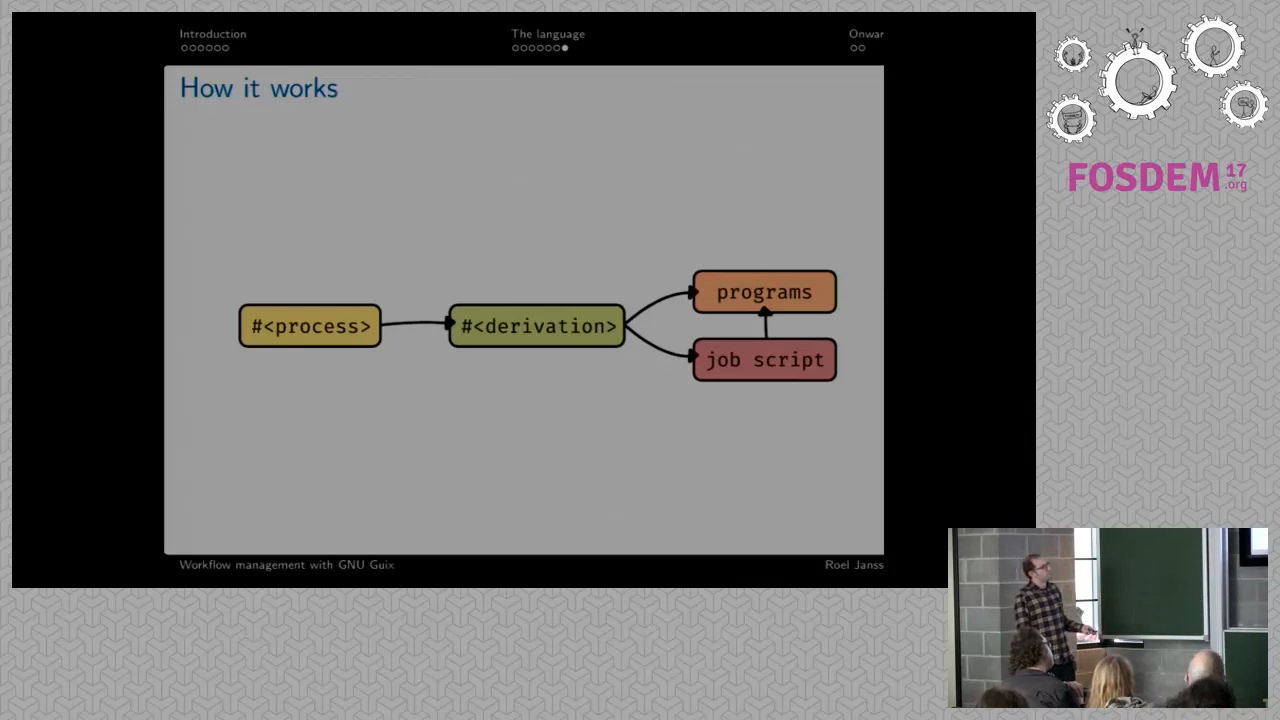 Introduction
The language
Onwar
How it works
#<process>
#<derivation>
programs
job script
Workflow management with GNU Guix
Roel Janss
FOSDEM 17
.org